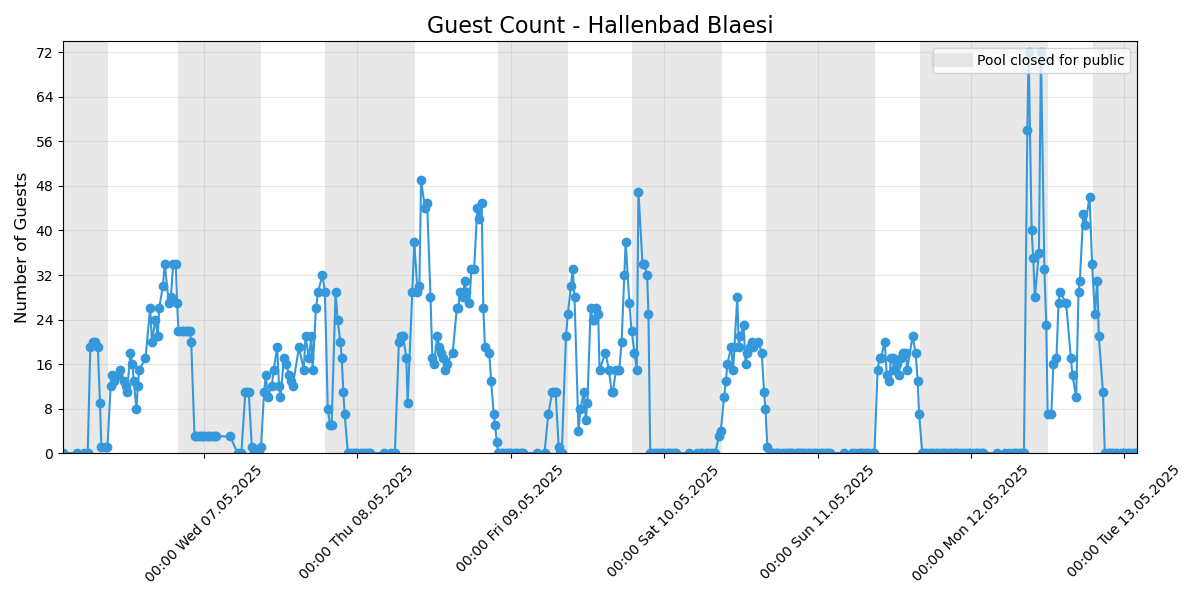 Guest Count - Hallenbad Blaesi
Pool closed for public
Number of Guests
72
64
56
48
40
32
24
16
8
0
00:00 Wed 07.05.2025
00:00 Thu 08.05.2025
00:00 Fri 09.05.2025
00:00 Sat 10.05.2025
00:00 Sun 11.05.2025
00:00 Mon 12.05.2025
00:00 Tue 13.05.2025